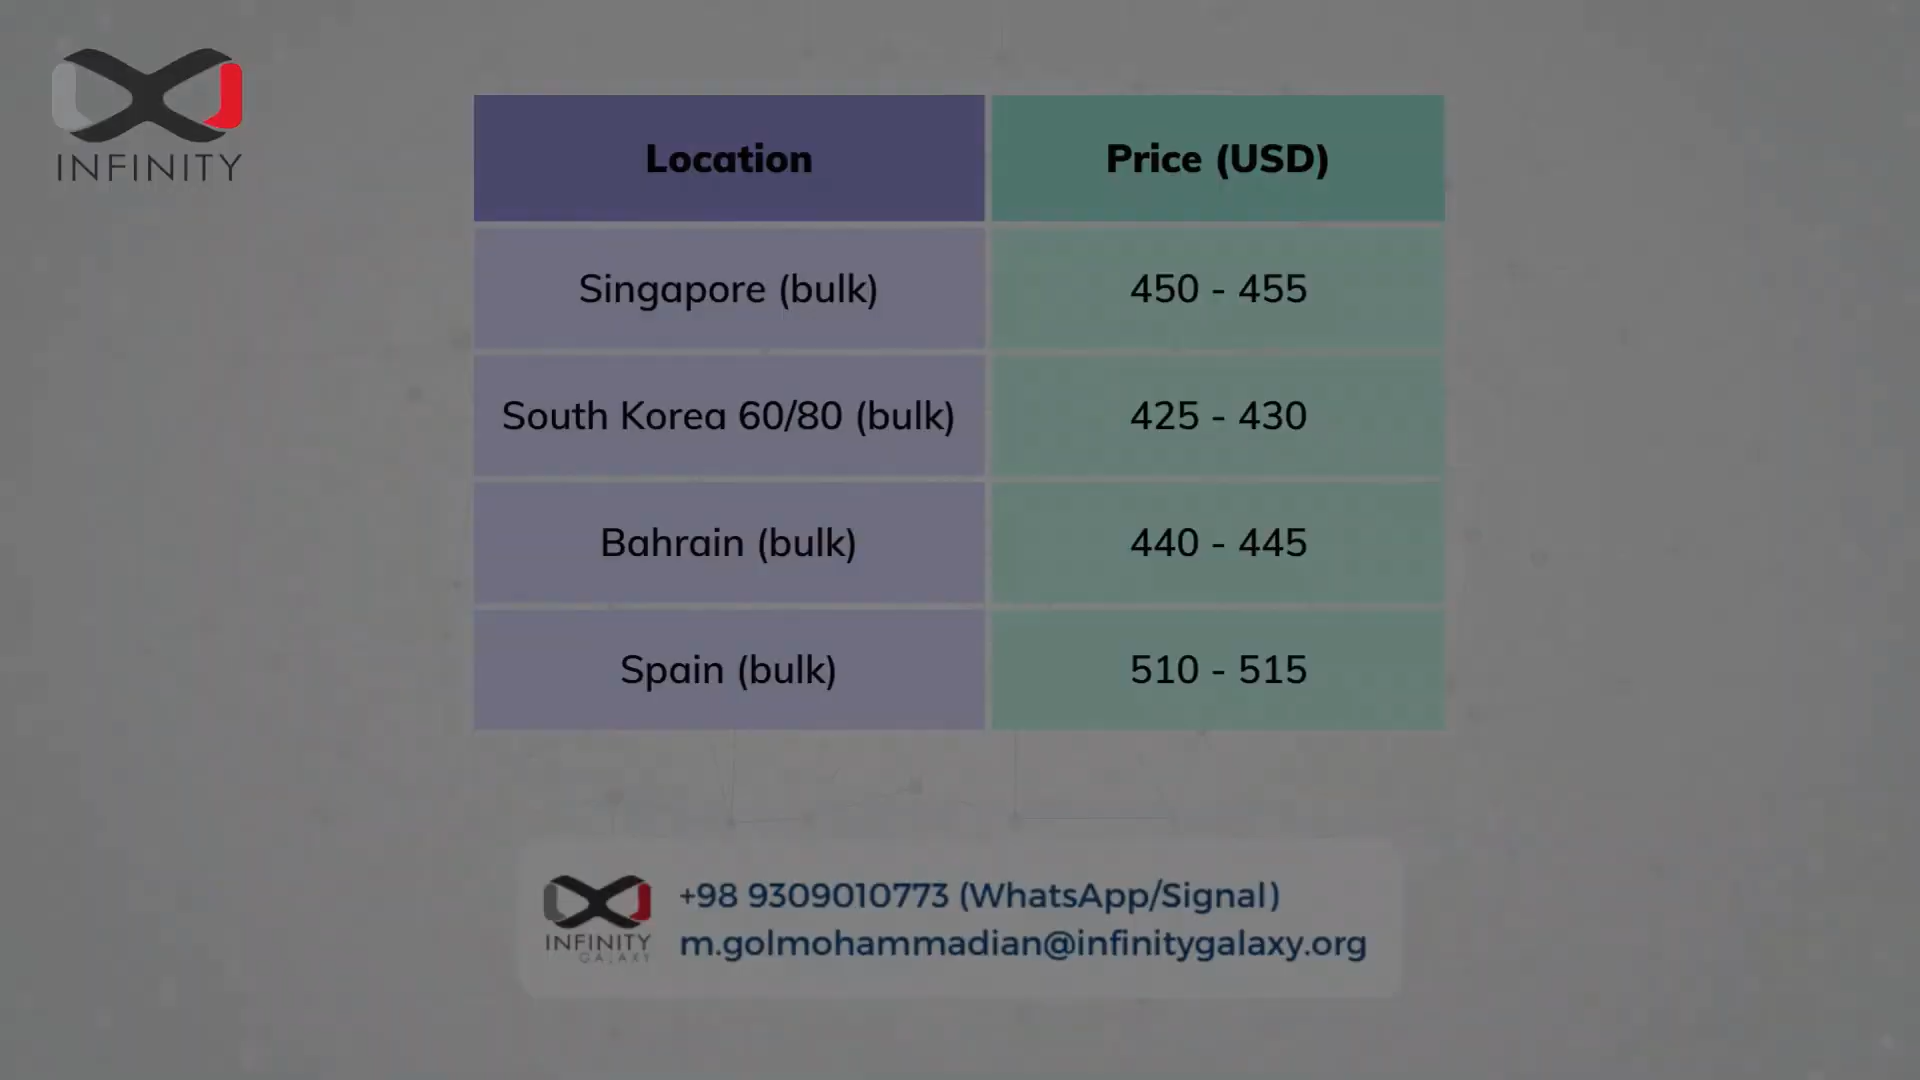 INFINITY
Location Price (USD)
Singapore (bulk) 450 - 455
South Korea 60/80 (bulk) 425 - 430
Bahrain (bulk) 440 - 445
Spain (bulk) 510 - 515
INFINITY
GALAXY
+98 9309010773 (WhatsApp/Signal)
m.golmohammadian@infinitygalaxy.org